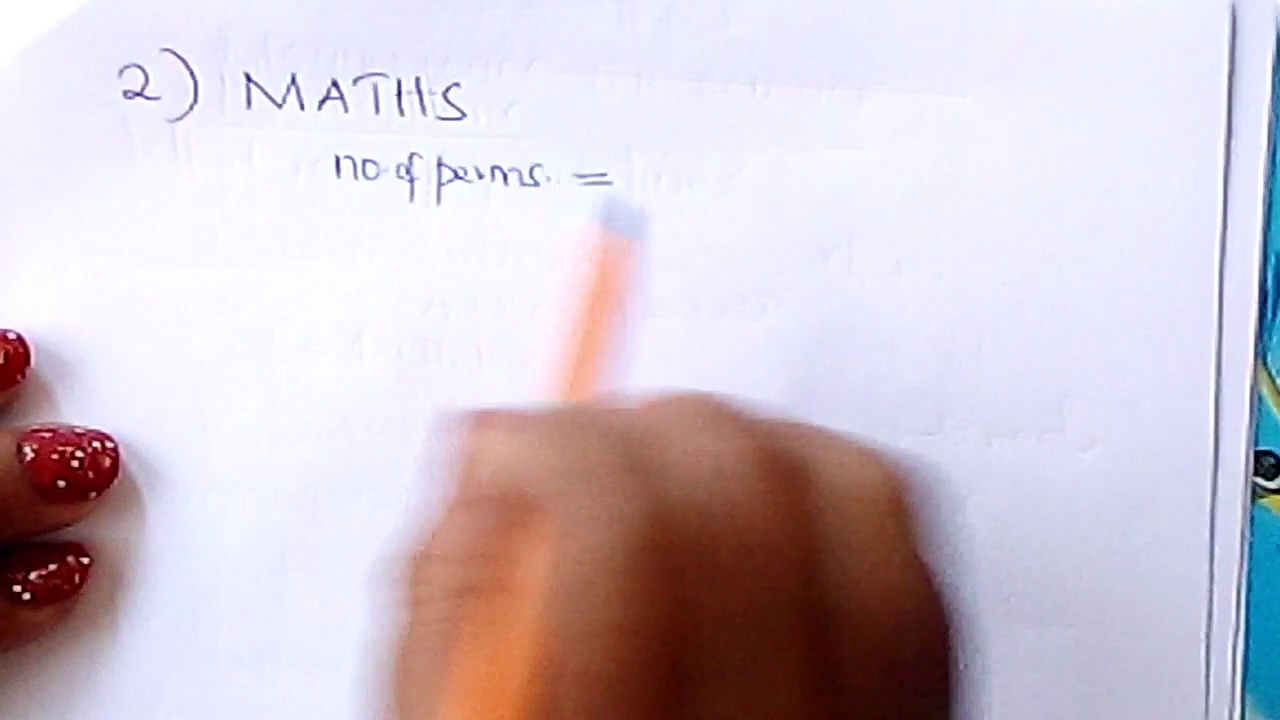 2) MATHS
no. of perms. =